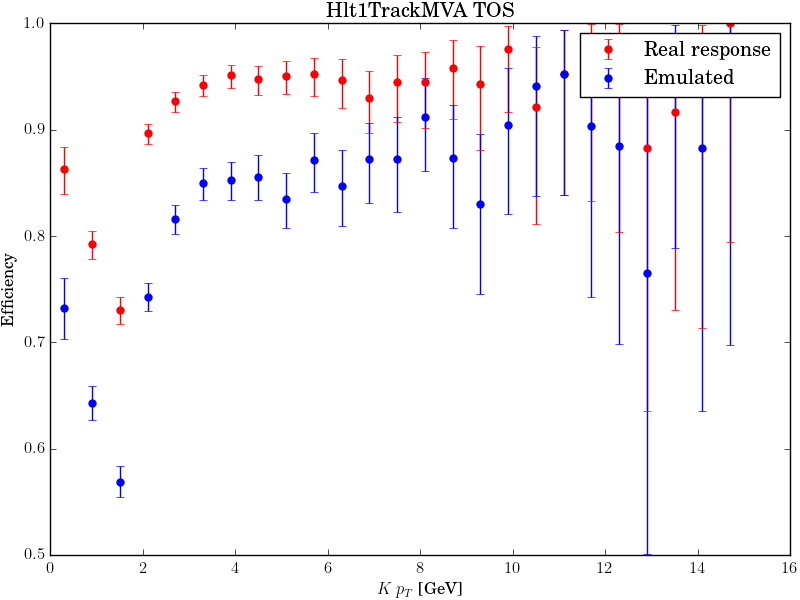 Hlt1TrackMVA TOS
Real response
Emulated
Efficiency
1.0
0.9
0.8
0.7
0.6
0.5
0 2 4 6 8 10 12 14 16
K p_T [GeV]